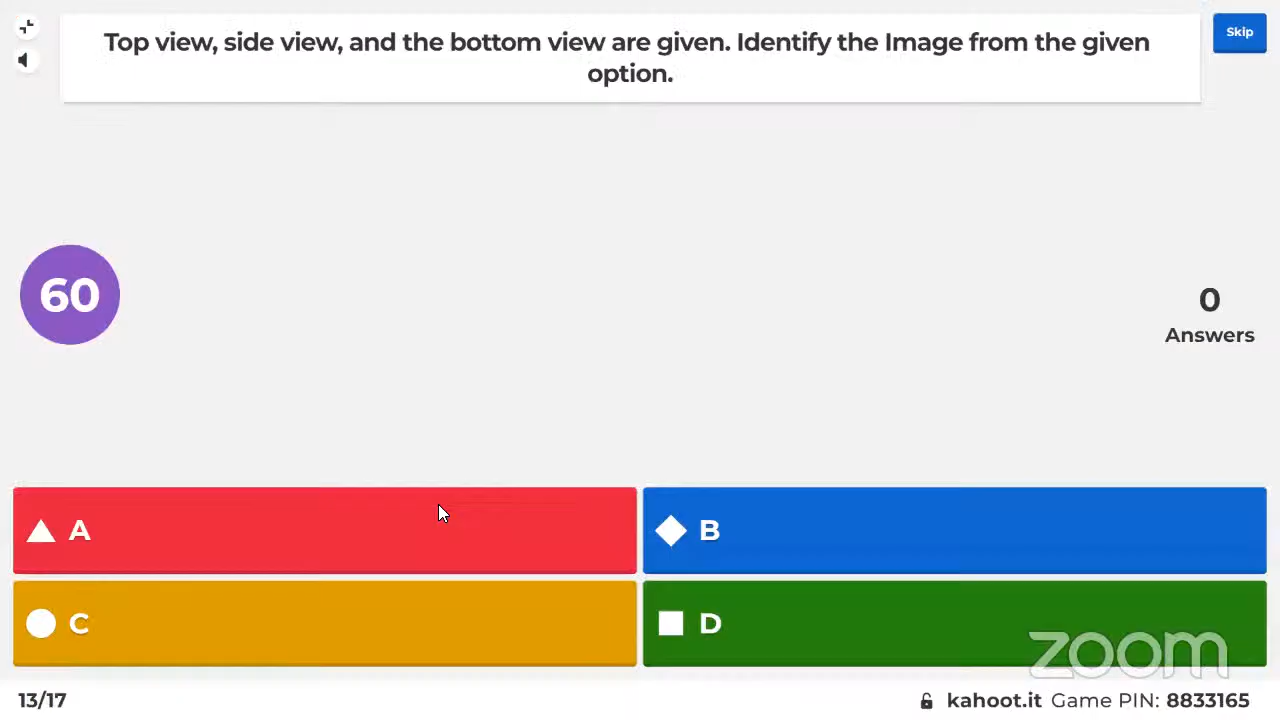 Top view, side view, and the bottom view are given. Identify the Image from the given
option.
Skip
60
0
Answers
A
B
C
D
zoom
13/17
kahoot.it Game PIN: 8833165